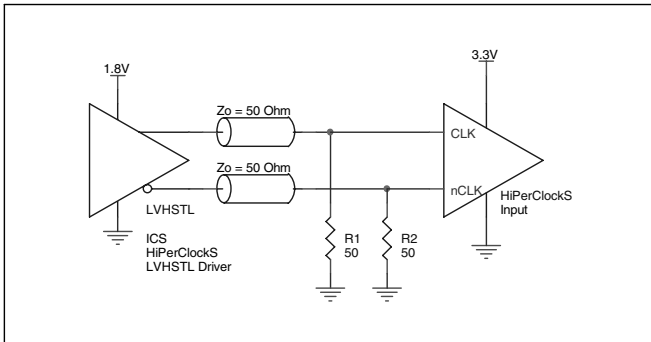 1.8V
3.3V
Zo = 50 Ohm
CLK
Zo = 50 Ohm
nCLK
HiPerClockS
Input
LVHSTL
ICS
HiPerClockS
LVHSTL Driver
R1
50
R2
50